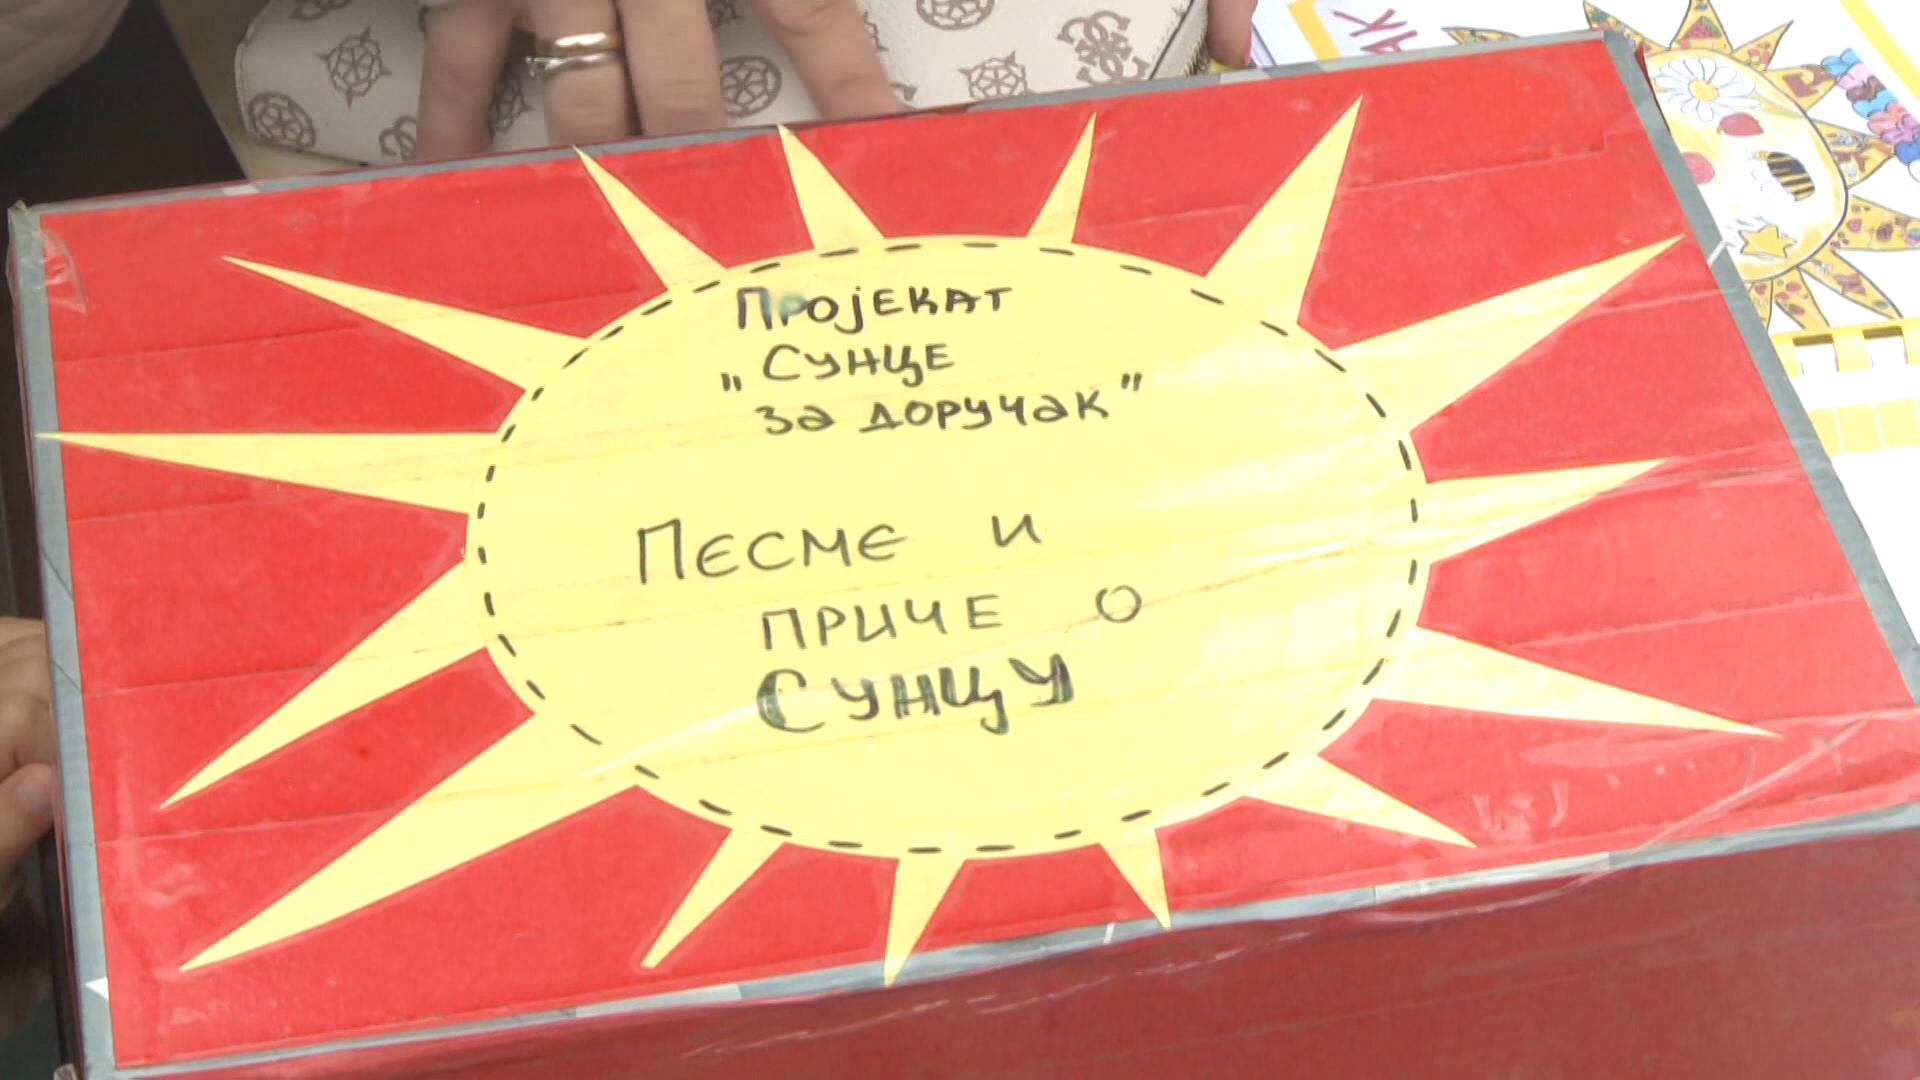 Пројекат
„Сунце
за доручак”
Песме и
приче о
Сунцу